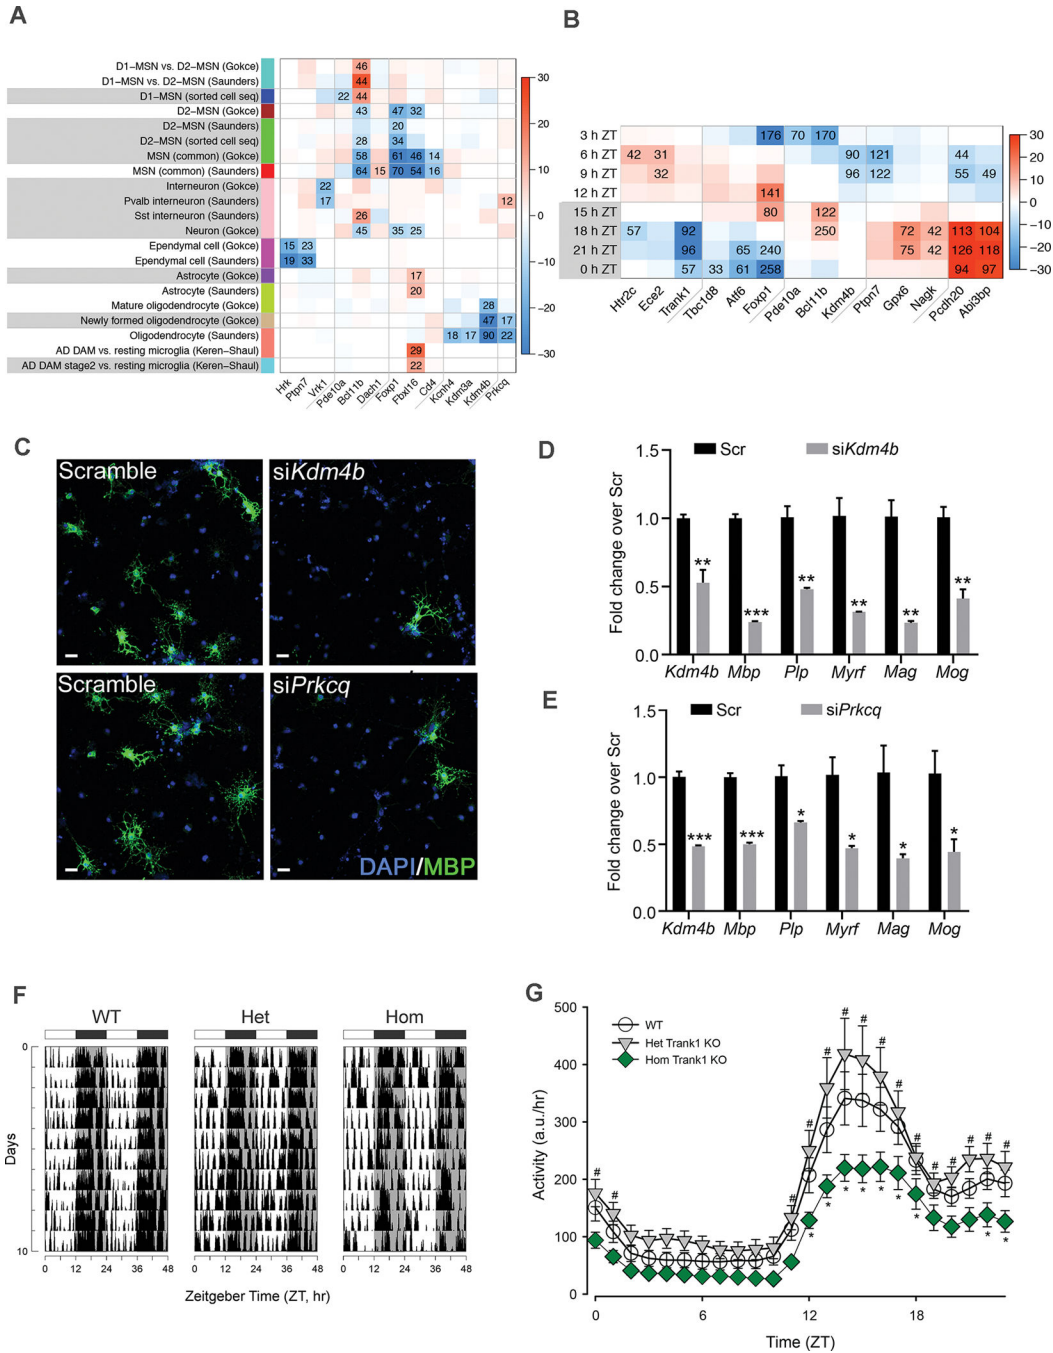 A
D1−MSN vs. D2−MSN (Gokce)
46
D1−MSN vs. D2−MSN (Saunders)
44
D1−MSN (sorted cell seq)
22 44
D2−MSN (Gokce)
43 47 32
D2−MSN (Saunders)
20
D2−MSN (sorted cell seq)
28 34
MSN (common) (Gokce)
58 61 46 14
MSN (common) (Saunders)
64 15 70 54 16
Interneuron (Gokce)
22
Pvalb interneuron (Saunders)
17 12
Sst interneuron (Saunders)
26
Neuron (Gokce)
45 35 25
Ependymal cell (Gokce)
15 23
Ependymal cell (Saunders)
19 33
Astrocyte (Gokce)
17
Astrocyte (Saunders)
20
Mature oligodendrocyte (Gokce)
28
Newly formed oligodendrocyte (Gokce)
47 17
Oligodendrocyte (Saunders)
18 17 90 22
AD DAM vs. resting microglia (Keren−Shaul)
29
AD DAM stage2 vs. resting microglia (Keren−Shaul)
22
Hrk Ptpn7 Vrk1 Pde10a Bcl11b Dach1 Foxp1 Fbxl16 Cd4 Kcnh4 Kdm3a Kdm4b Prkcq
30
20
10
0
−10
−20
−30
B
3 h ZT
176 70 170
6 h ZT
42 31 90 121 44
9 h ZT
32 96 122 55 49
12 h ZT
141
15 h ZT
80 122
18 h ZT
57 92 250 72 42 113 104
21 h ZT
96 65 240 75 42 126 118
0 h ZT
57 33 61 258 94 97
Htr2c Ece2 Trank1 Tbc1d8 Atf6 Foxp1 Pde10a Bcl11b Kdm4b Ptpn7 Gpx6 Nagk Pcdh20 Abi3bp
30
20
10
0
−10
−20
−30
C
Scramble
siKdm4b
Scramble
siPrkcq
DAPI/MBP
D
Scr
siKdm4b
Fold change over Scr
1.5
1.0
0.5
0.0
** *** ** ** ** **
Kdm4b Mbp Plp Myrf Mag Mog
E
Scr
siPrkcq
Fold change over Scr
1.5
1.0
0.5
0.0
*** *** * * * *
Kdm4b Mbp Plp Myrf Mag Mog
F
WT
Het
Hom
Days
0
10
0 12 24 36 48
0 12 24 36 48
0 12 24 36 48
Zeitgeber Time (ZT, hr)
G
WT
Het Trank1 KO
Hom Trank1 KO
Activity (a.u./hr)
500
400
300
200
100
0
# # # # # # # # # # # # # # #
* * * * * * * * *
0 6 12 18
Time (ZT)